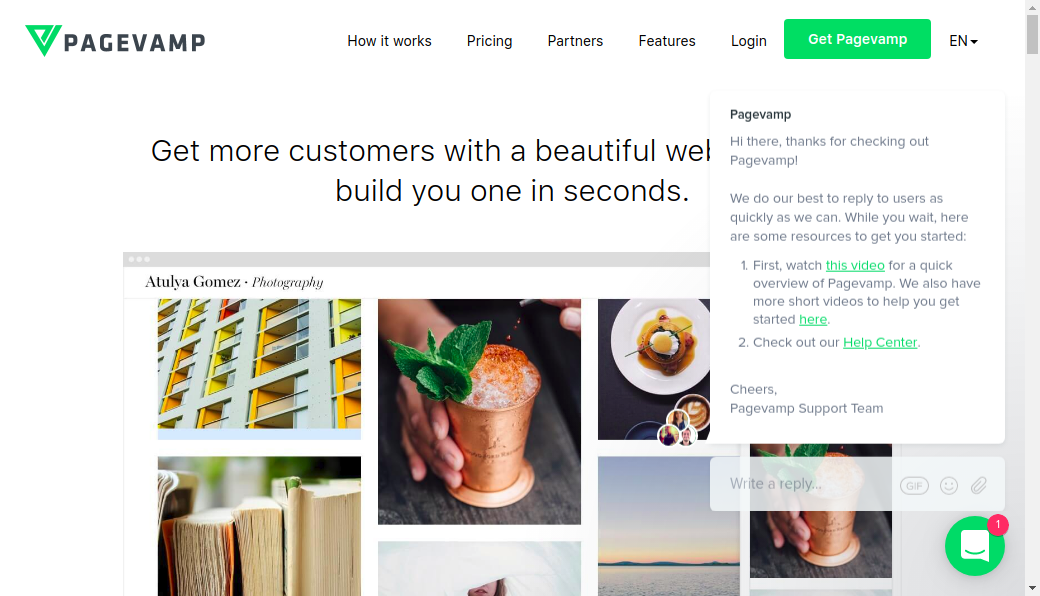 PAGEVAMP
How it works
Pricing
Partners
Features
Login
Get Pagevamp
EN
Get more customers with a beautiful
build you one in seconds.
Atulya Gomez · Photography
Pagevamp
Hi there, thanks for checking out
Pagevamp!
We do our best to reply to users as
quickly as we can. While you wait, here
are some resources to get you started:
1. First, watch this video for a quick
overview of Pagevamp. We also have
more short videos to help you get
started here.
2. Check out our Help Center.
Cheers,
Pagevamp Support Team
Write a reply...
GIF
1